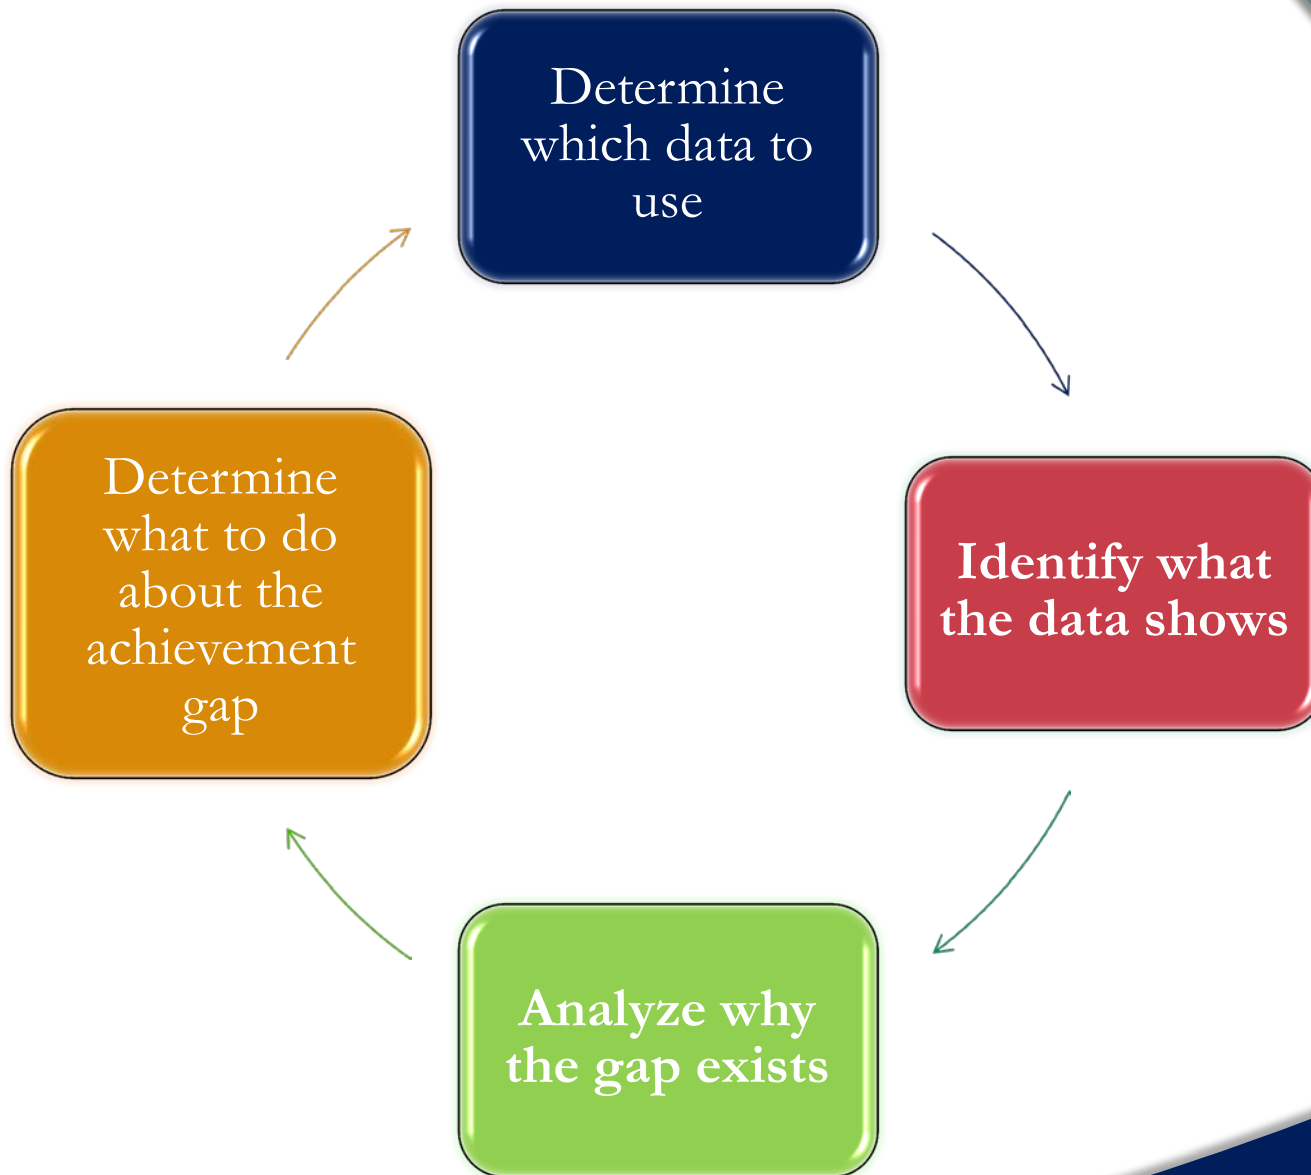 Determine
which data to
use
Identify what
the data shows
Analyze why
the gap exists
Determine
what to do
about the
achievement
gap